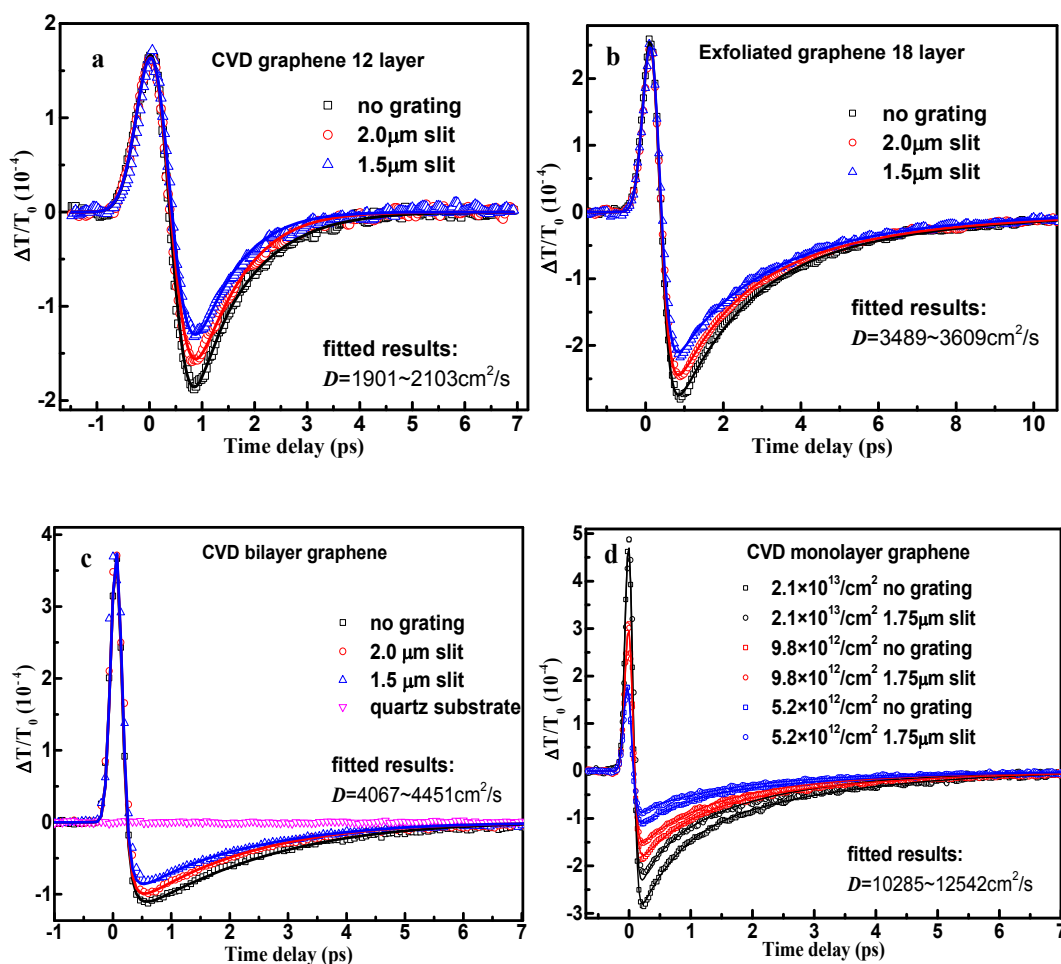 a
CVD graphene 12 layer
no grating
2.0μm slit
1.5μm slit
fitted results:
D=1901~2103cm²/s
2
1
0
-1
-2
ΔT/T₀ (10⁻⁴)
-1 0 1 2 3 4 5 6 7
Time delay (ps)
b
Exfoliated graphene 18 layer
no grating
2.0μm slit
1.5μm slit
fitted results:
D=3489~3609cm²/s
2
0
-2
ΔT/T₀ (10⁻⁴)
0 2 4 6 8 10
Time delay (ps)
c
CVD bilayer graphene
no grating
2.0 μm slit
1.5 μm slit
quartz substrate
fitted results:
D=4067~4451cm²/s
4
3
2
1
0
-1
ΔT/T₀ (10⁻⁴)
-1 0 1 2 3 4 5 6 7
Time delay (ps)
d
CVD monolayer graphene
2.1×10¹³/cm² no grating
2.1×10¹³/cm² 1.75μm slit
9.8×10¹²/cm² no grating
9.8×10¹²/cm² 1.75μm slit
5.2×10¹²/cm² no grating
5.2×10¹²/cm² 1.75μm slit
fitted results:
D=10285~12542cm²/s
5
4
3
2
1
0
-1
-2
-3
ΔT/T₀ (10⁻⁴)
-1 0 1 2 3 4 5 6 7
Time delay (ps)